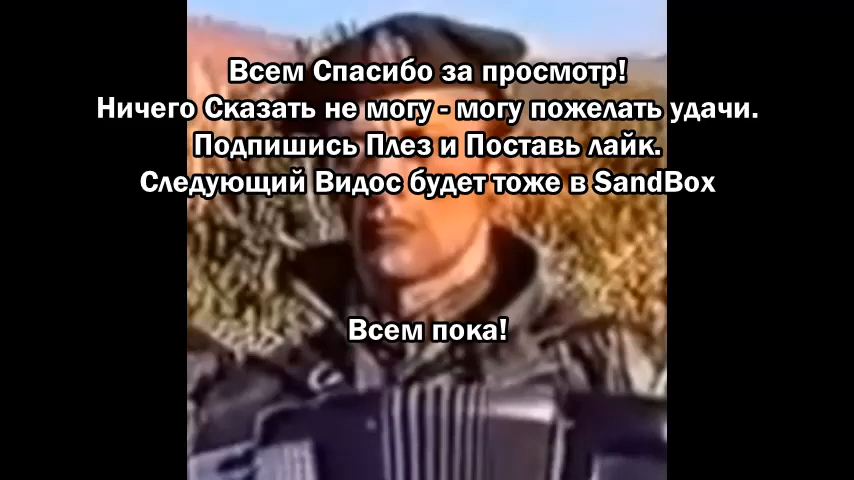 Всем Спасибо за просмотр!
Ничего Сказать не могу - могу пожелать удачи.
Подпишись Плез и Поставь лайк.
Следующий Видос будет тоже в SandBox
Всем пока!